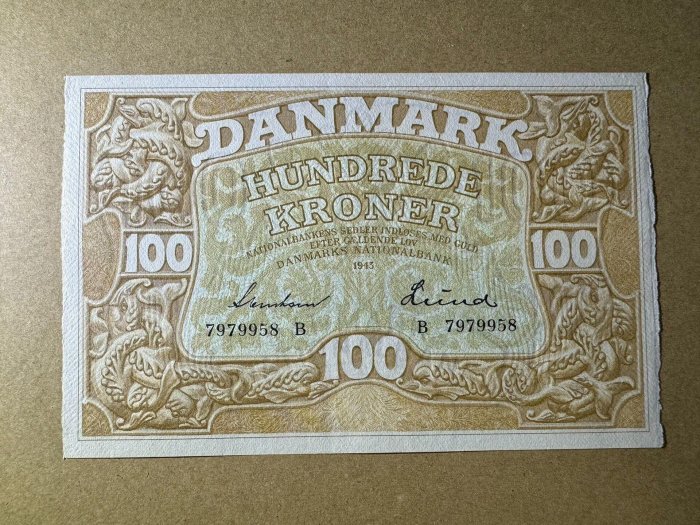 DANMARK
HUNDREDE
KRONER
NATIONALBANKENS SEDLER INDLØSES MED GULD
EFTER GÆLDENDE LOV
DANMARKS NATIONALBANK
1943
100 100
Svendsen Lund
7979958 B B 7979958
100